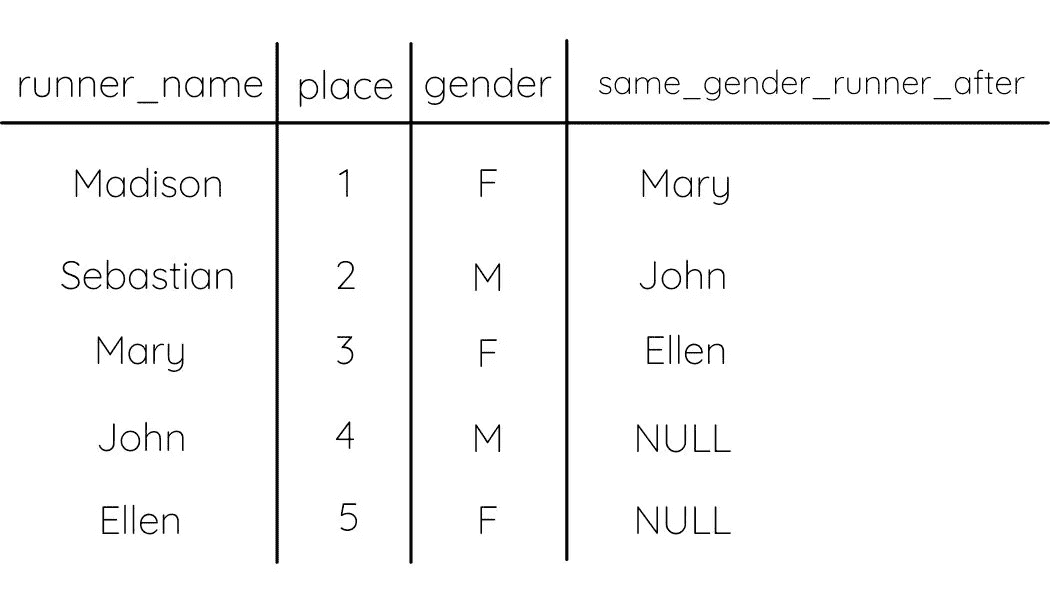 runner_name place gender same_gender_runner_after
Madison 1 F Mary
Sebastian 2 M John
Mary 3 F Ellen
John 4 M NULL
Ellen 5 F NULL